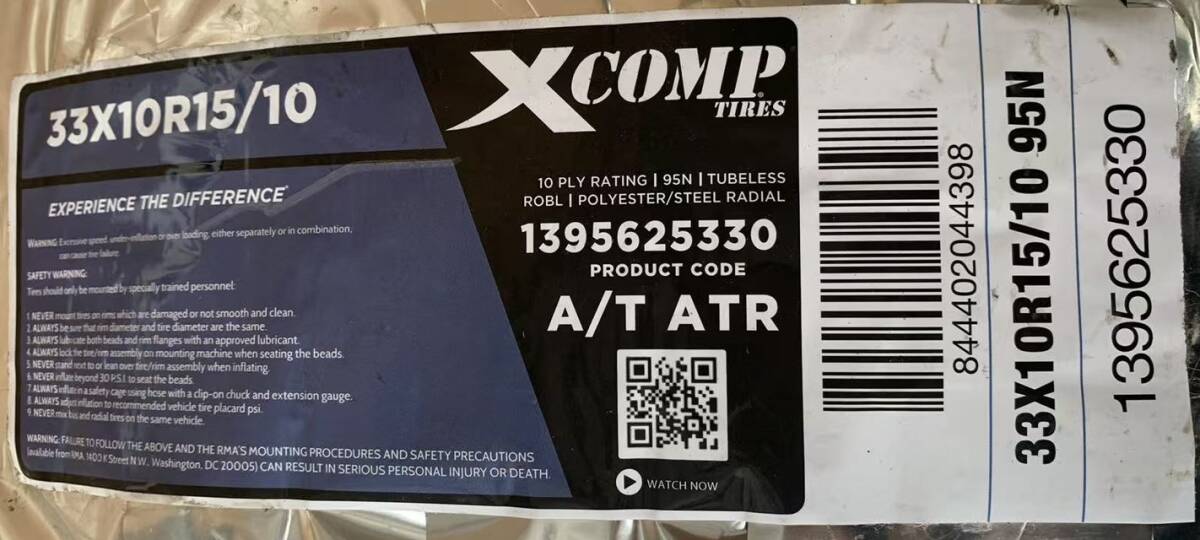 33X10R15/10
EXPERIENCE THE DIFFERENCE
WARNING: Excessive speed, under-inflation or over loading, either separately or in combination,
can cause tire failure.
SAFETY WARNING:
Tires should only be mounted by specially trained personnel:
1. NEVER mount tires on rims which are damaged or not smooth and clean.
2. ALWAYS be sure that rim diameter and tire diameter are the same.
3. ALWAYS lubricate both beads and rim flanges with an approved lubricant.
4. ALWAYS lock the tire/rim assembly on mounting machine when seating the beads.
5. NEVER stand next to or lean over tire/rim assembly when inflating.
6. NEVER inflate beyond 30 P.S.I. to seat the beads.
7. ALWAYS inflate in a safety cage using hose with a clip-on chuck and extension gauge.
8. ALWAYS adjust inflation to recommended vehicle tire placard psi.
9. NEVER mix bias and radial tires on the same vehicle.
WARNING: FAILURE TO FOLLOW THE ABOVE AND THE RMA'S MOUNTING PROCEDURES AND SAFETY PRECAUTIONS
(available from RMA, 1400 K Street N.W., Washington, DC 20005) CAN RESULT IN SERIOUS PERSONAL INJURY OR DEATH.
XCOMP
TIRES
10 PLY RATING | 95N | TUBELESS
ROBL | POLYESTER/STEEL RADIAL
1395625330
PRODUCT CODE
A/T ATR
WATCH NOW
844402044398
33X10R15/10 95N
1395625330